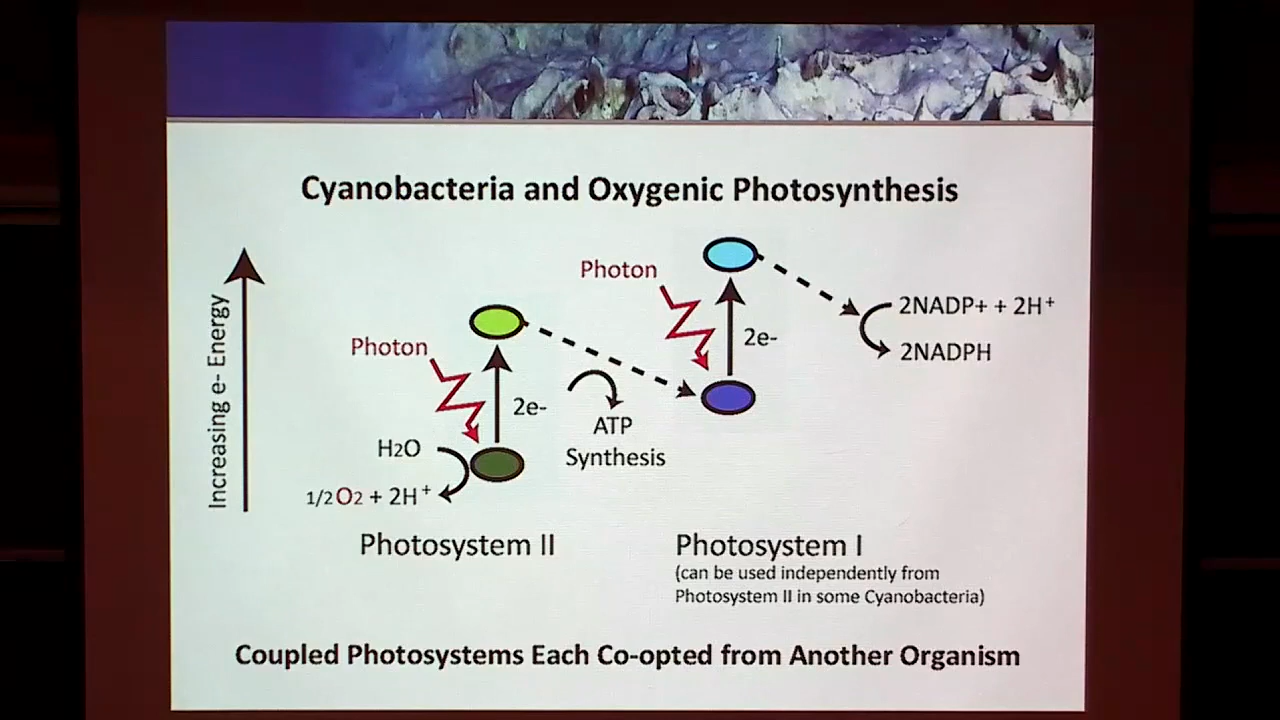 Cyanobacteria and Oxygenic Photosynthesis
Increasing e- Energy
Photon
Photon
2NADP+ + 2H+
2NADPH
2e-
2e-
ATP
Synthesis
H2O
1/2O2 + 2H+
Photosystem II
Photosystem I
(can be used independently from
Photosystem II in some Cyanobacteria)
Coupled Photosystems Each Co-opted from Another Organism